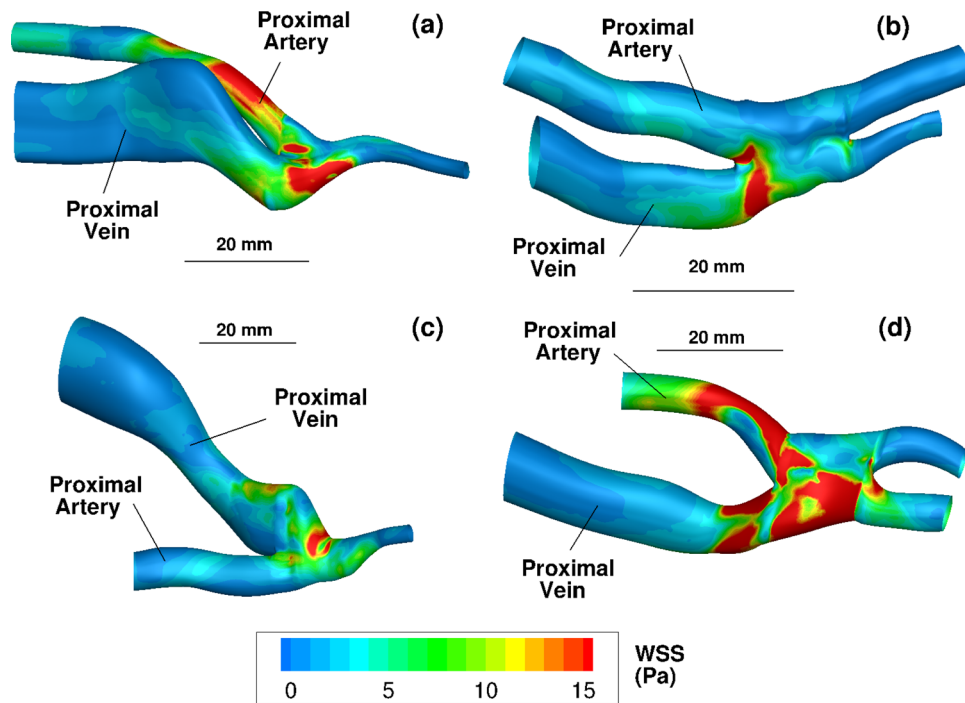 Proximal
Artery
(a)
Proximal
Vein
20 mm
Proximal
Artery
(b)
Proximal
Vein
20 mm
20 mm
(c)
Proximal
Vein
Proximal
Artery
Proximal
Artery
20 mm
(d)
Proximal
Vein
0 5 10 15
WSS
(Pa)